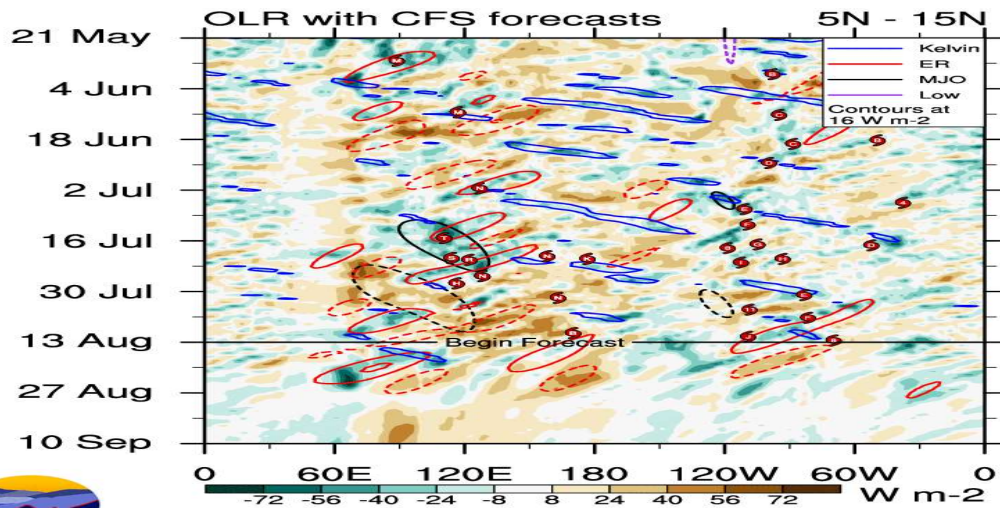 OLR with CFS forecasts 5N - 15N
Kelvin
ER
MJO
Low
Contours at
16 W m-2
21 May
4 Jun
18 Jun
2 Jul
16 Jul
30 Jul
13 Aug
27 Aug
10 Sep
Begin Forecast
0 60E 120E 180 120W 60W 0
-72 -56 -40 -24 -8 8 24 40 56 72 W m-2